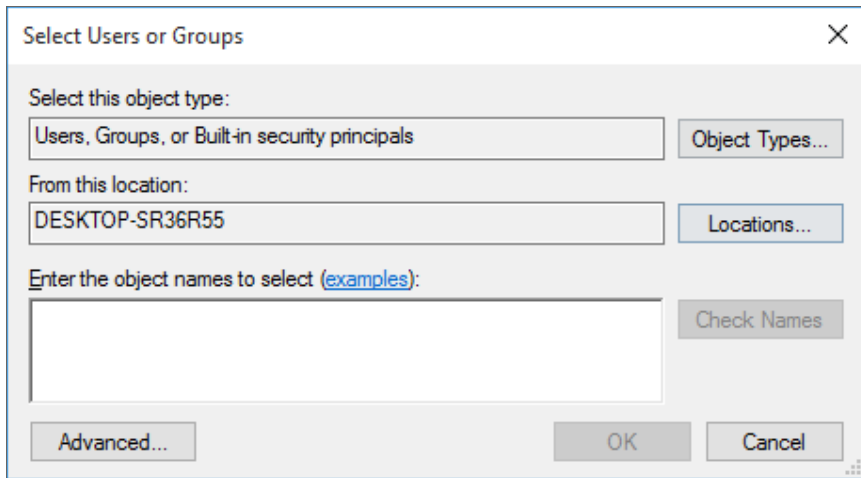 Select Users or Groups
Select this object type:
Users, Groups, or Built-in security principals
Object Types...
From this location:
DESKTOP-SR36R55
Locations...
Enter the object names to select (examples):
Check Names
Advanced...
OK
Cancel